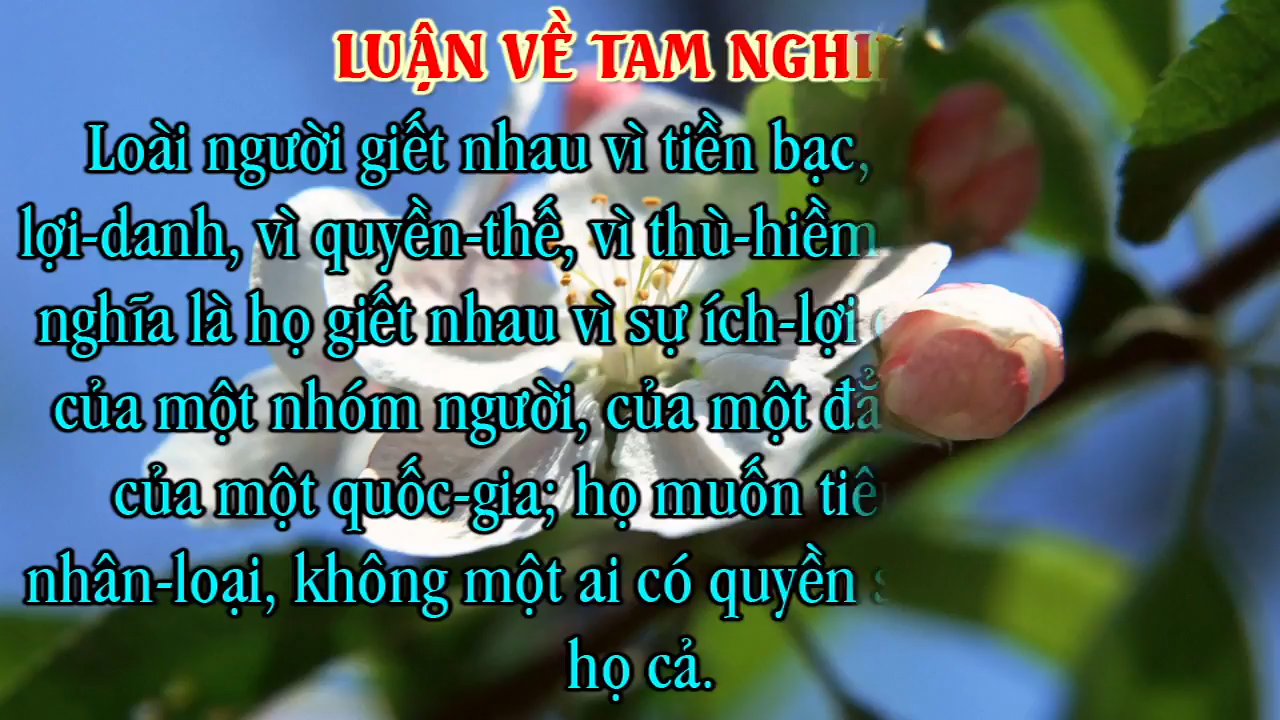 LUẬN VỀ TAM
Loài người giết nhau vì tiền bạc,
lợi-danh, vì quyền-thế, vì thù-hiềm
nghĩa là họ giết nhau vì sự ích-lợi
của một nhóm người, của một
của một quốc-gia; họ muốn
nhân-loại, không một ai có quyền
họ cả.